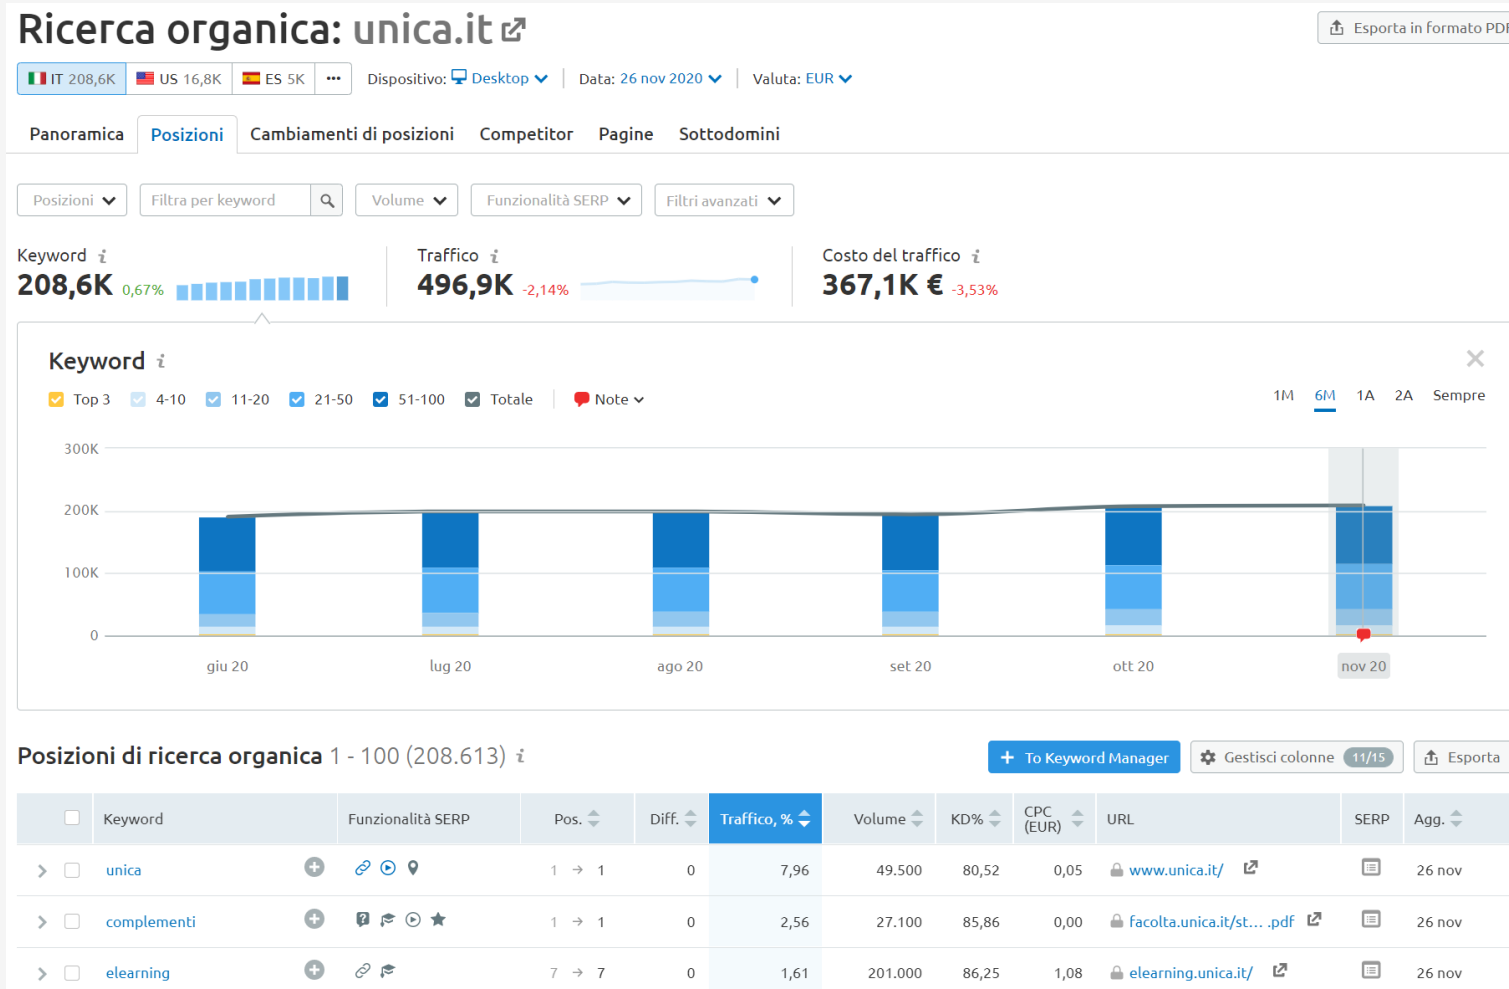 Ricerca organica: unica.it
Esporta in formato PDF
IT 208,6K US 16,8K ES 5K ... Dispositivo: Desktop Data: 26 nov 2020 Valuta: EUR
Panoramica Posizioni Cambiamenti di posizioni Competitor Pagine Sottodomini
Posizioni Filtra per keyword Volume Funzionalità SERP Filtri avanzati
Keyword i Traffico i Costo del traffico i
208,6K 0,67% 496,9K -2,14% 367,1K € -3,53%
Keyword i
Top 3 4-10 11-20 21-50 51-100 Totale Note 1M 6M 1A 2A Sempre
300K
200K
100K
0
giu 20 lug 20 ago 20 set 20 ott 20 nov 20
Posizioni di ricerca organica 1 - 100 (208.613) i + To Keyword Manager Gestisci colonne 11/15 Esporta
Keyword Funzionalità SERP Pos. Diff. Traffico, % Volume KD% CPC (EUR) URL SERP Agg.
unica 1 → 1 0 7,96 49.500 80,52 0,05 www.unica.it/ 26 nov
complementi 1 → 1 0 2,56 27.100 85,86 0,00 facolta.unica.it/st... .pdf 26 nov
elearning 7 → 7 0 1,61 201.000 86,25 1,08 elearning.unica.it/ 26 nov